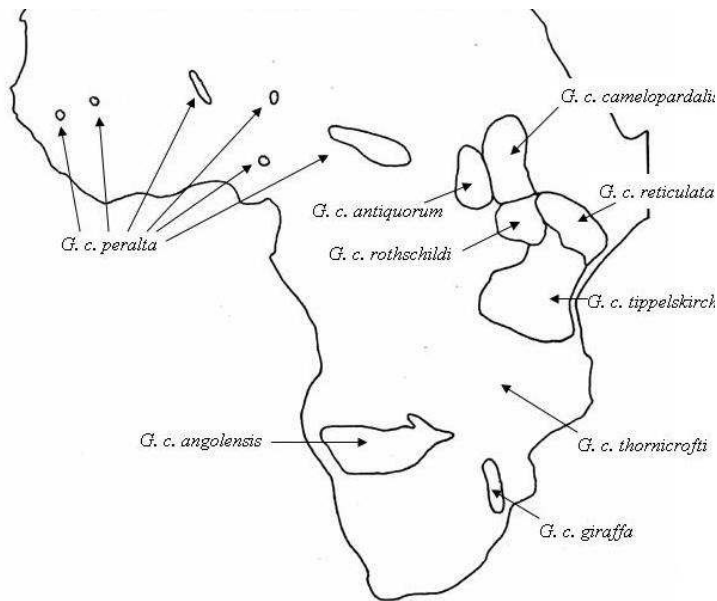 G. c. camelopardalis
G. c. reticulata
G. c. antiquorum
G. c. peralta
G. c. rothschildi
G. c. tippelskirch
G. c. angolensis
G. c. thornicrofti
G. c. giraffa